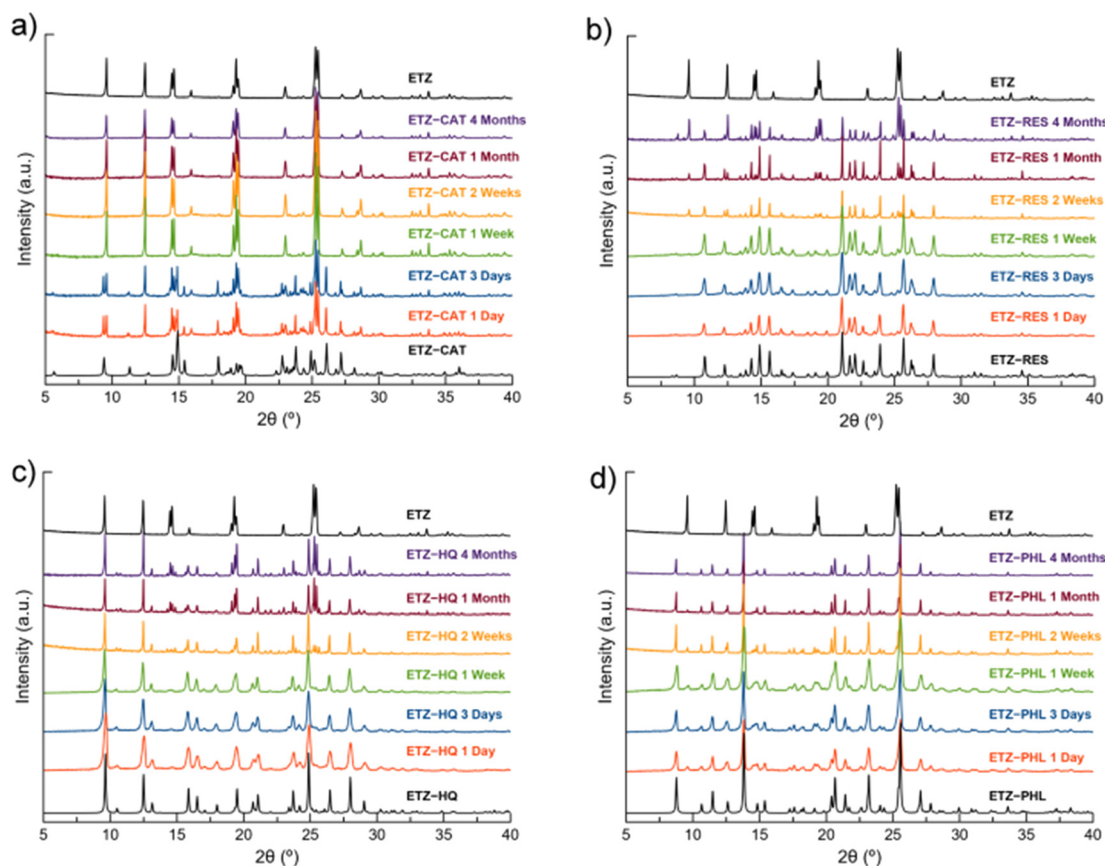 a)
Intensity (a.u.)
ETZ
ETZ-CAT 4 Months
ETZ-CAT 1 Month
ETZ-CAT 2 Weeks
ETZ-CAT 1 Week
ETZ-CAT 3 Days
ETZ-CAT 1 Day
ETZ-CAT
5 10 15 20 25 30 35 40
2θ (º)
b)
Intensity (a.u.)
ETZ
ETZ-RES 4 Months
ETZ-RES 1 Month
ETZ-RES 2 Weeks
ETZ-RES 1 Week
ETZ-RES 3 Days
ETZ-RES 1 Day
ETZ-RES
5 10 15 20 25 30 35 40
2θ (º)
c)
Intensity (a.u.)
ETZ
ETZ-HQ 4 Months
ETZ-HQ 1 Month
ETZ-HQ 2 Weeks
ETZ-HQ 1 Week
ETZ-HQ 3 Days
ETZ-HQ 1 Day
ETZ-HQ
5 10 15 20 25 30 35 40
2θ (º)
d)
Intensity (a.u.)
ETZ
ETZ-PHL 4 Months
ETZ-PHL 1 Month
ETZ-PHL 2 Weeks
ETZ-PHL 1 Week
ETZ-PHL 3 Days
ETZ-PHL 1 Day
ETZ-PHL
5 10 15 20 25 30 35 40
2θ (º)